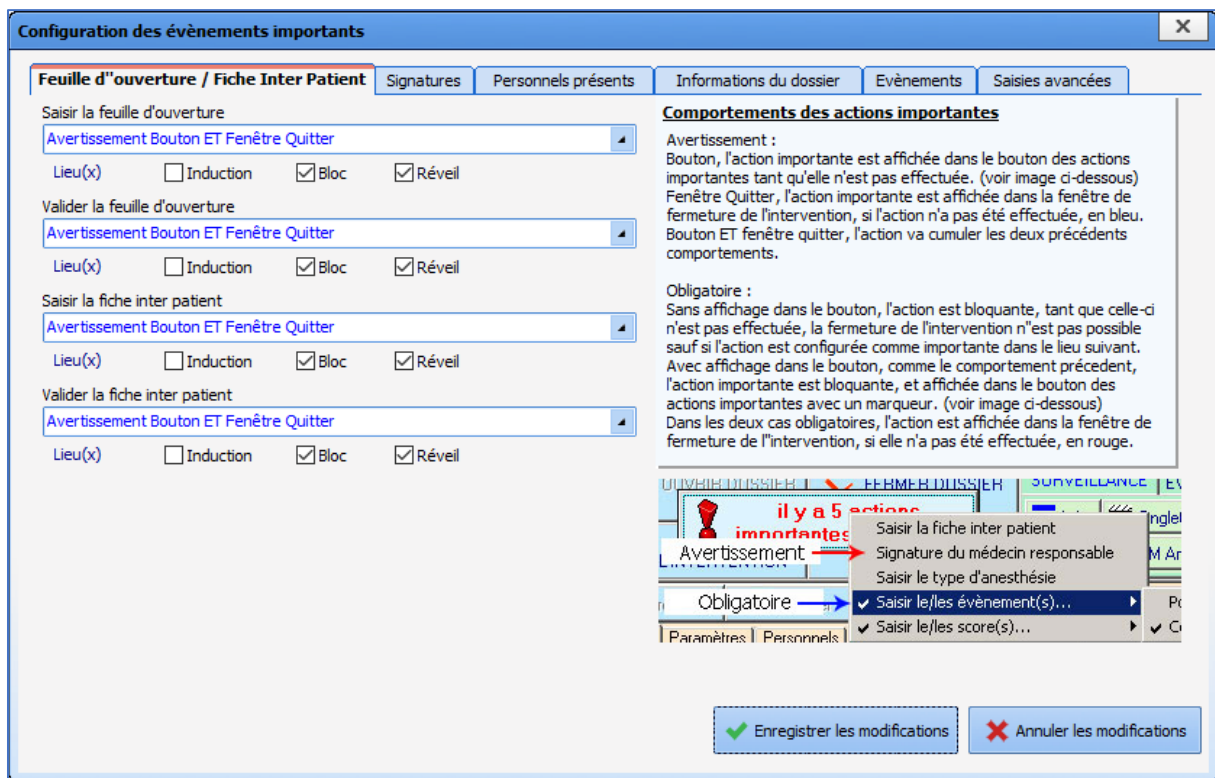 Configuration des évènements importants
Feuille d''ouverture / Fiche Inter Patient
Signatures
Personnels présents
Informations du dossier
Evènements
Saisies avancées
Saisir la feuille d'ouverture
Avertissement Bouton ET Fenêtre Quitter
Lieu(x) Induction Bloc Réveil
Valider la feuille d'ouverture
Avertissement Bouton ET Fenêtre Quitter
Lieu(x) Induction Bloc Réveil
Saisir la fiche inter patient
Avertissement Bouton ET Fenêtre Quitter
Lieu(x) Induction Bloc Réveil
Valider la fiche inter patient
Avertissement Bouton ET Fenêtre Quitter
Lieu(x) Induction Bloc Réveil
Comportements des actions importantes
Avertissement :
Bouton, l'action importante est affichée dans le bouton des actions
importantes tant qu'elle n'est pas effectuée. (voir image ci-dessous)
Fenêtre Quitter, l'action importante est affichée dans la fenêtre de
fermeture de l'intervention, si l'action n'a pas été effectuée, en bleu.
Bouton ET fenêtre quitter, l'action va cumuler les deux précédents
comportements.
Obligatoire :
Sans affichage dans le bouton, l'action est bloquante, tant que celle-ci
n'est pas effectuée, la fermeture de l'intervention n''est pas possible
sauf si l'action est configurée comme importante dans le lieu suivant.
Avec affichage dans le bouton, comme le comportement précedent,
l'action importante est bloquante, et affichée dans le bouton des
actions importantes avec un marqueur. (voir image ci-dessous)
Dans les deux cas obligatoires, l'action est affichée dans la fenêtre de
fermeture de l''intervention, si elle n'a pas été effectuée, en rouge.
OUVRIR DOSSIER FERMER DOSSIER SURVEILLANCE
il y a 5 actions
importantes
Saisir la fiche inter patient
Avertissement Signature du médecin responsable
Saisir le type d'anesthésie
Obligatoire Saisir le/les évènement(s)...
Paramètres Personnels Saisir le/les score(s)...
Enregistrer les modifications
Annuler les modifications